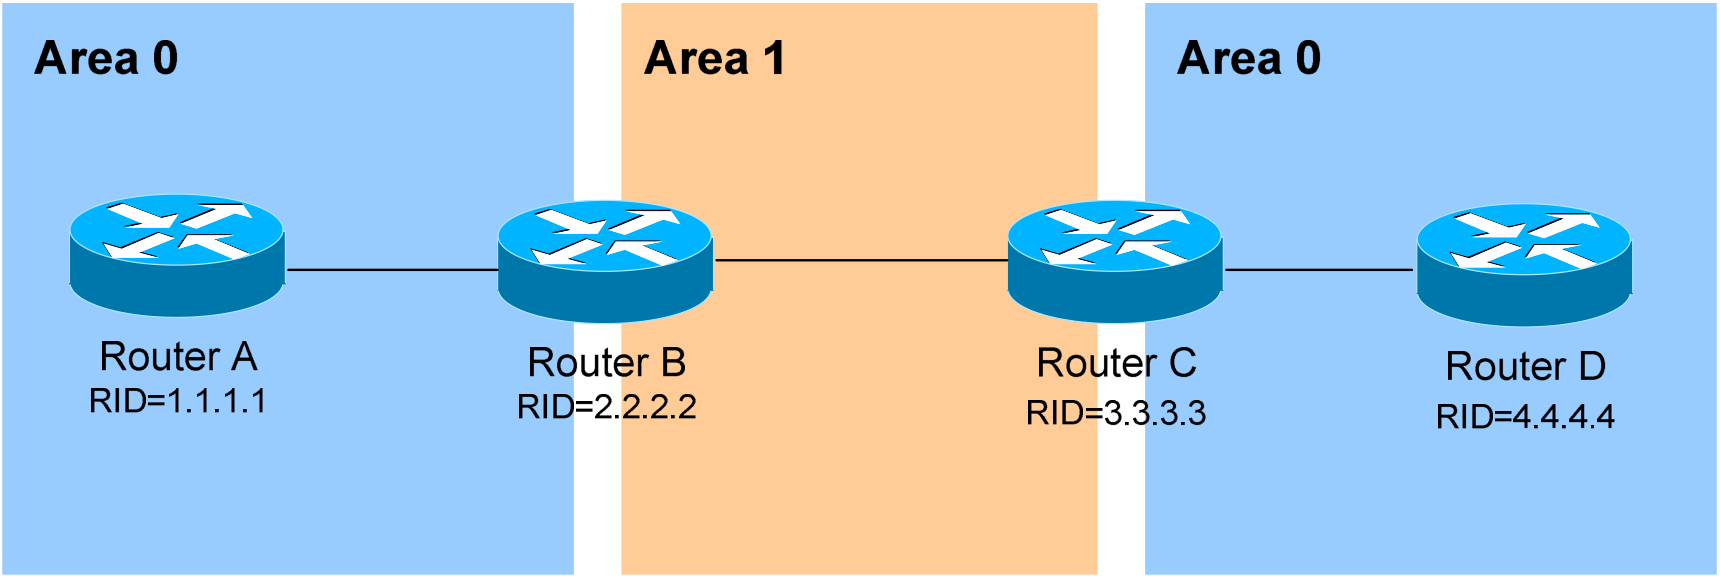 Area 0
Area 1
Area 0
Router A
RID=1.1.1.1
Router B
RID=2.2.2.2
Router C
RID=3.3.3.3
Router D
RID=4.4.4.4